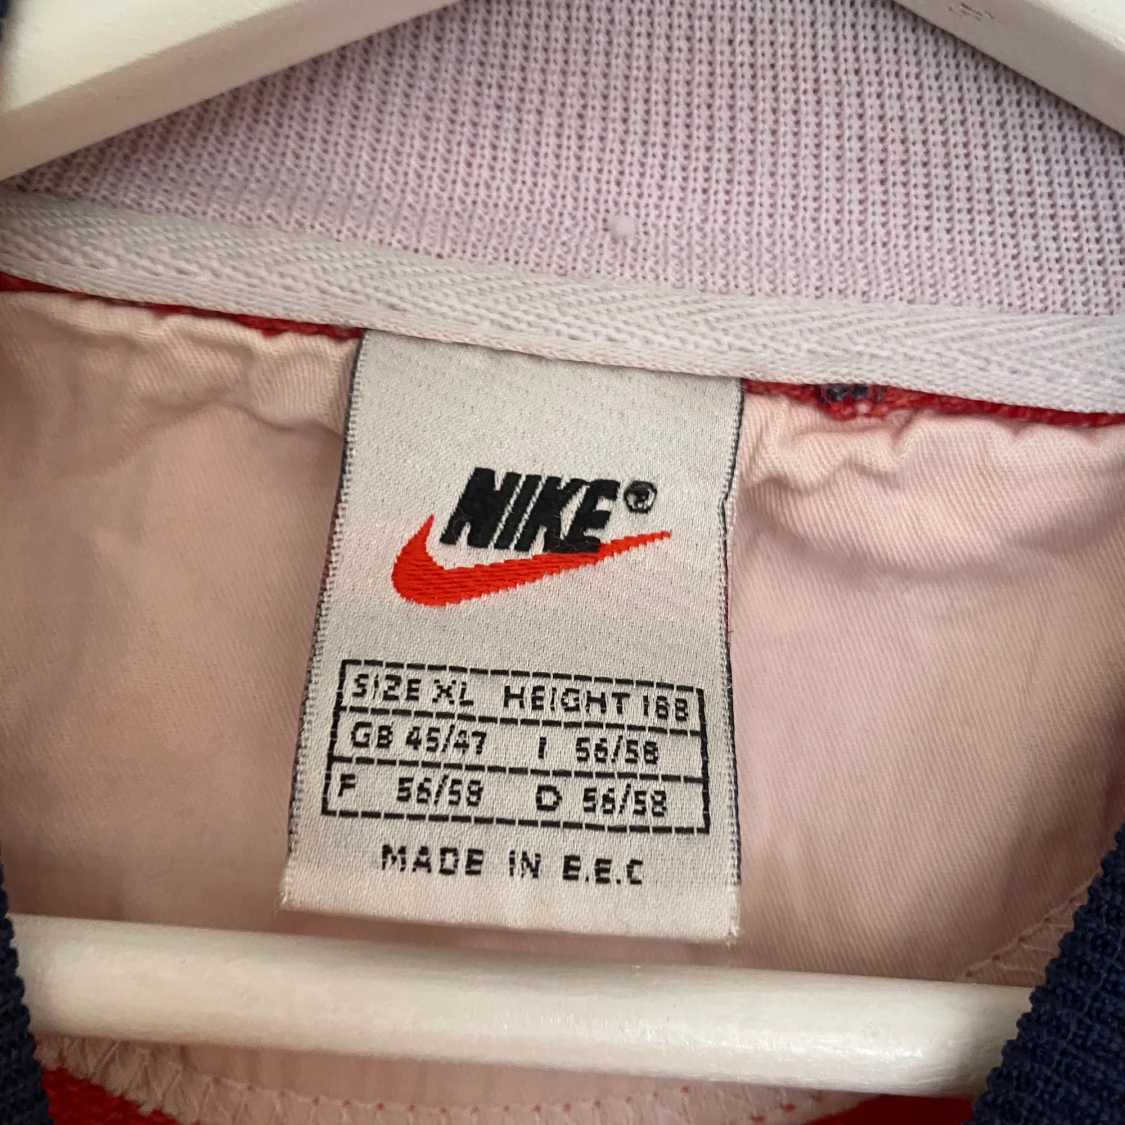 NIKE®
SIZE XL HEIGHT 188
GB 45/47 I 56/58
F 56/58 D 56/58
MADE IN E.E.C